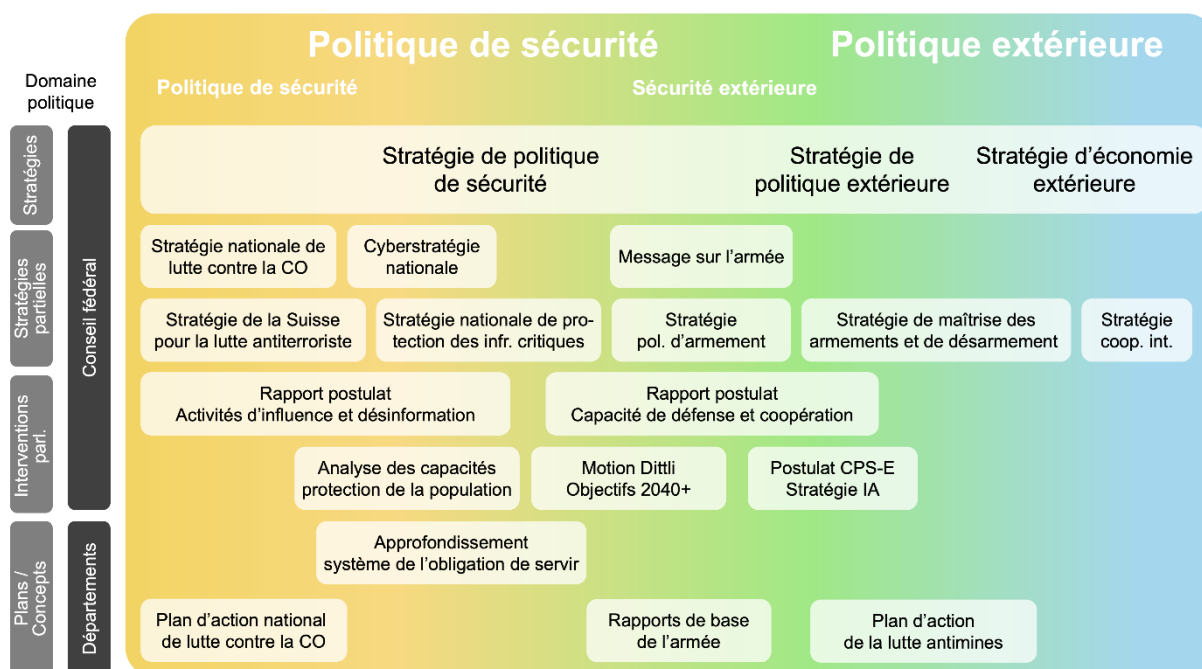 Politique de sécurité
Politique extérieure
Domaine
politique
Politique de sécurité
Sécurité extérieure
Stratégies
Conseil fédéral
Stratégie de politique
de sécurité
Stratégie de
politique extérieure
Stratégie d'économie
extérieure
Stratégies
partielles
Stratégie nationale de
lutte contre la CO
Cyberstratégie
nationale
Message sur l'armée
Stratégie de la Suisse
pour la lutte antiterroriste
Stratégie nationale de pro-
tection des infr. critiques
Stratégie
pol. d'armement
Stratégie de maîtrise des
armements et de désarmement
Stratégie
coop. int.
Interventions
parl.
Rapport postulat
Activités d'influence et désinformation
Rapport postulat
Capacité de défense et coopération
Analyse des capacités
protection de la population
Motion Dittli
Objectifs 2040+
Postulat CPS-E
Stratégie IA
Plans /
Concepts
Départements
Approfondissement
système de l'obligation de servir
Plan d'action national
de lutte contre la CO
Rapports de base
de l'armée
Plan d'action
de la lutte antimines